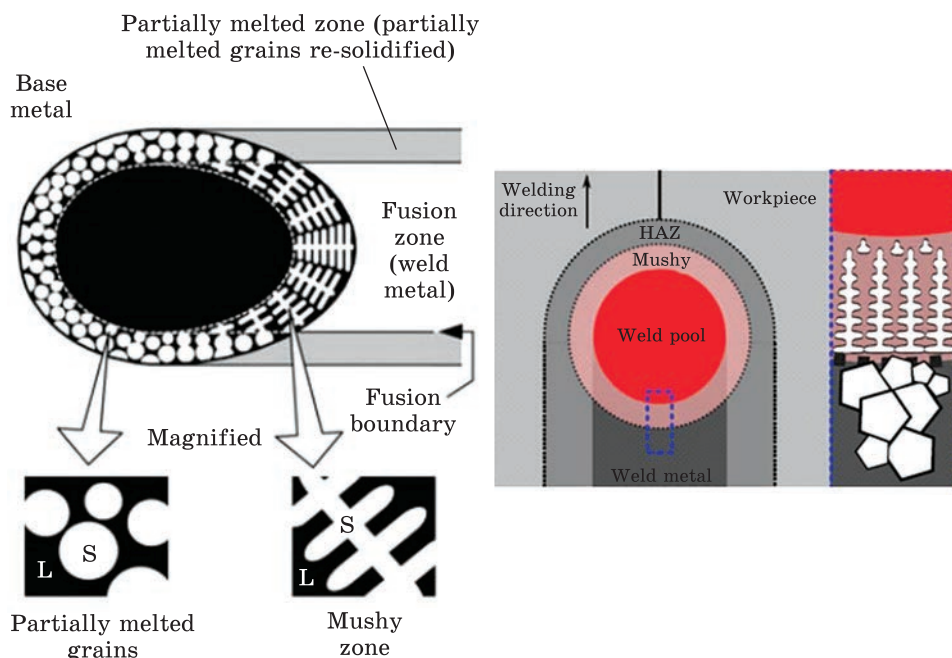 Partially melted zone (partially
melted grains re-solidified)
Base
metal
Fusion
zone
(weld
metal)
Fusion
boundary
Magnified
S
L
S
L
Partially melted
grains
Mushy
zone
Welding
direction
Workpiece
HAZ
Mushy
Weld pool
Weld metal